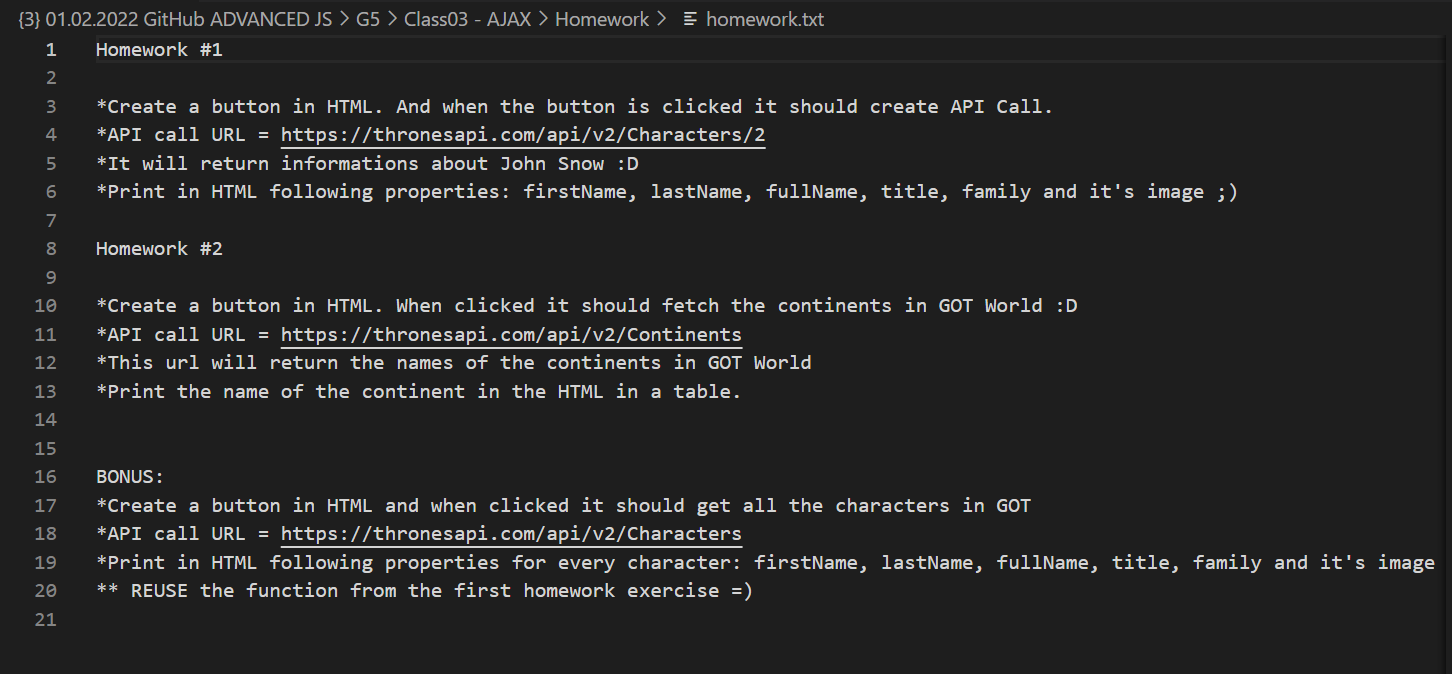 {3} 01.02.2022 GitHub ADVANCED JS > G5 > Class03 - AJAX > Homework > homework.txt
1 Homework #1
2
3 *Create a button in HTML. And when the button is clicked it should create API Call.
4 *API call URL = https://thronesapi.com/api/v2/Characters/2
5 *It will return informations about John Snow :D
6 *Print in HTML following properties: firstName, lastName, fullName, title, family and it's image ;)
7
8 Homework #2
9
10 *Create a button in HTML. When clicked it should fetch the continents in GOT World :D
11 *API call URL = https://thronesapi.com/api/v2/Continents
12 *This url will return the names of the continents in GOT World
13 *Print the name of the continent in the HTML in a table.
14
15
16 BONUS:
17 *Create a button in HTML and when clicked it should get all the characters in GOT
18 *API call URL = https://thronesapi.com/api/v2/Characters
19 *Print in HTML following properties for every character: firstName, lastName, fullName, title, family and it's image
20 ** REUSE the function from the first homework exercise =)
21